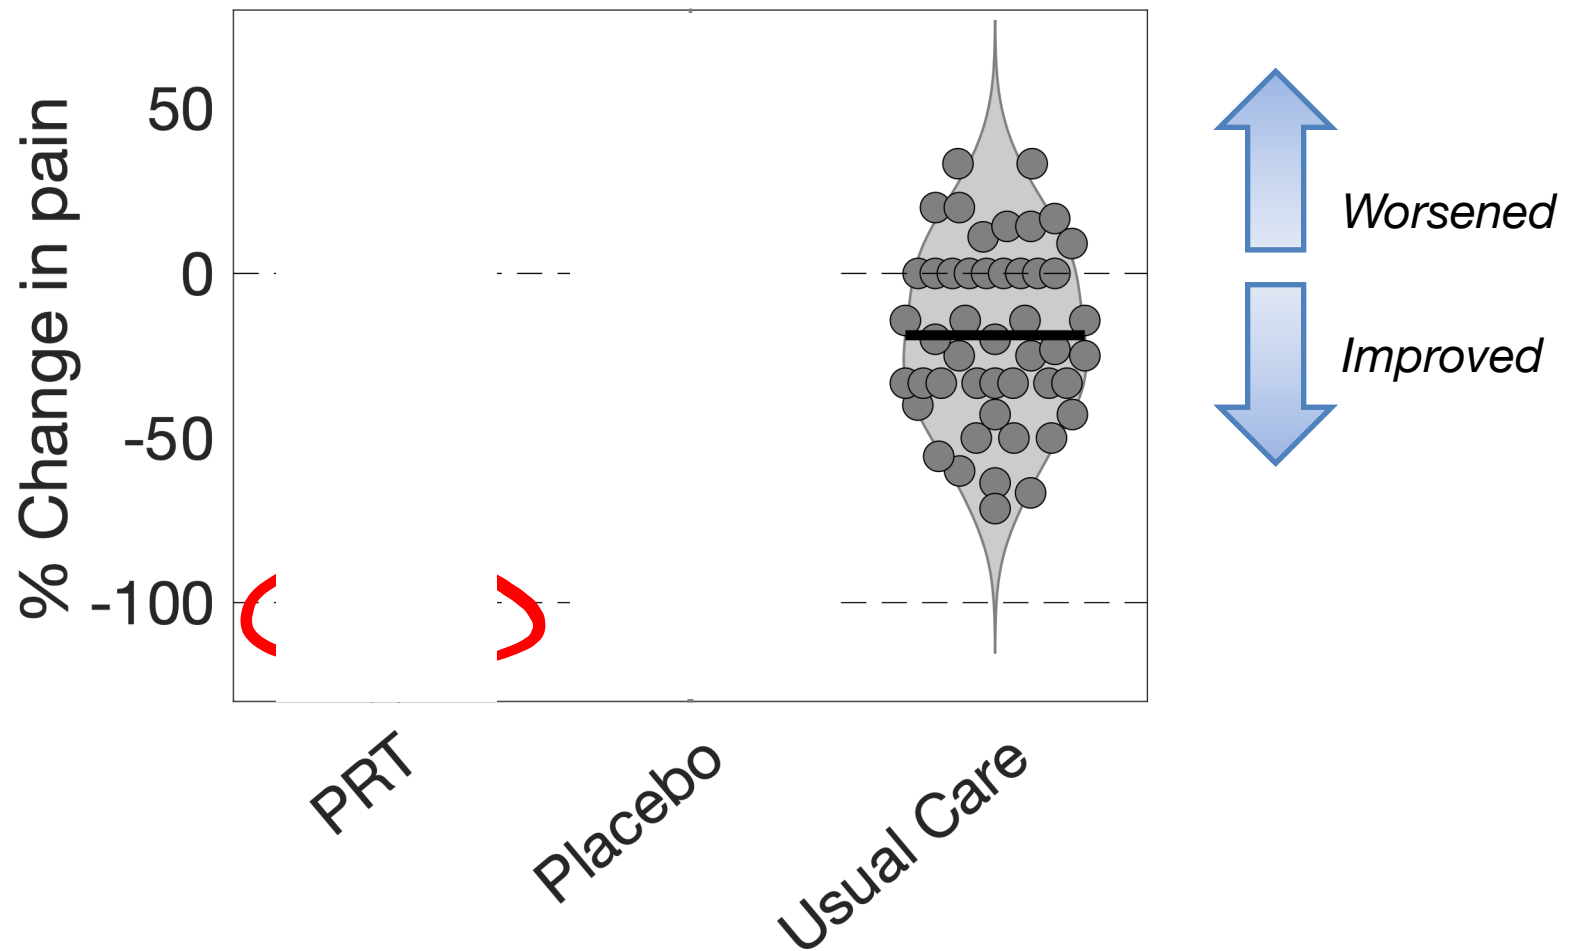 % Change in pain
50
0
-50
-100
PRT
Placebo
Usual Care
Worsened
Improved